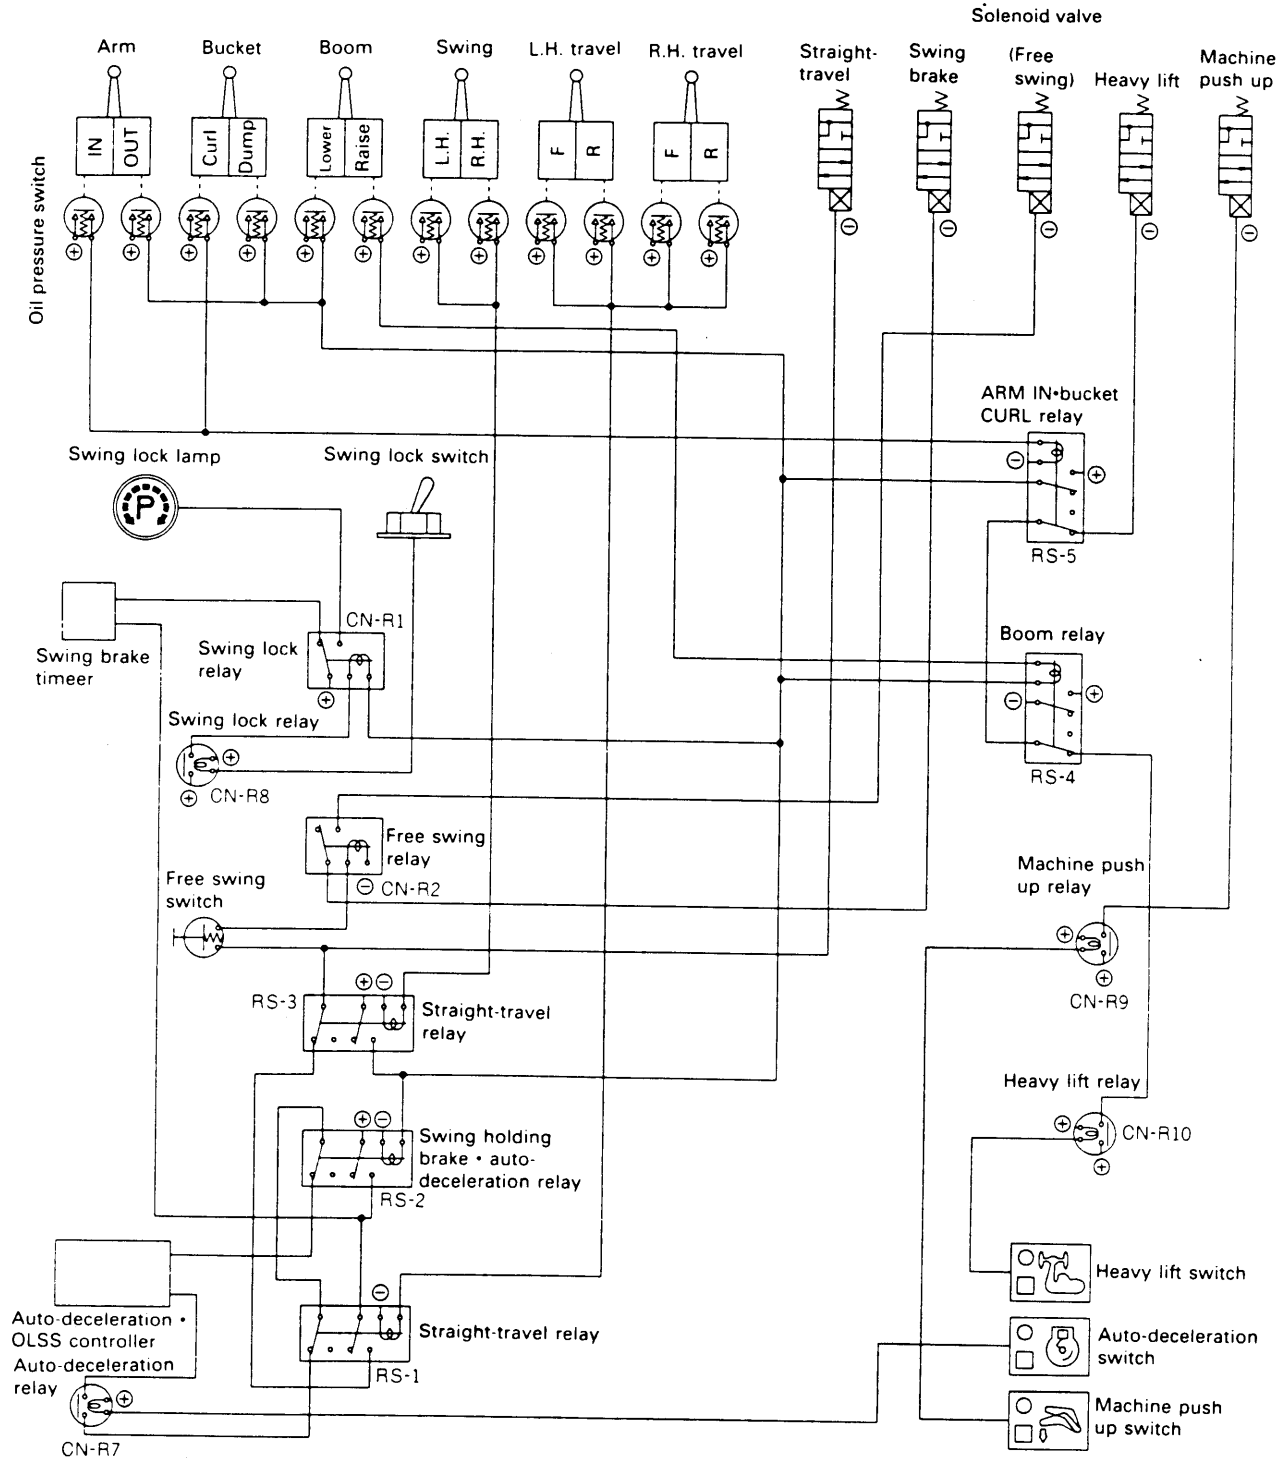 Solenoid valve
Arm
Bucket
Boom
Swing
L.H. travel
R.H. travel
Straight-
travel
Swing
brake
(Free
swing)
Heavy lift
Machine
push up
IN
OUT
Curl
Dump
Lower
Raise
L.H.
R.H.
F
R
F
R
Oil pressure switch
ARM IN•bucket
CURL relay
RS-5
Swing lock lamp
P
Swing lock switch
CN-R1
Swing lock
relay
Swing brake
timeer
Boom relay
RS-4
Swing lock relay
CN-R8
Free swing
relay
CN-R2
Free swing
switch
Machine push
up relay
CN-R9
RS-3
Straight-travel
relay
Heavy lift relay
CN-R10
Swing holding
brake • auto-
deceleration relay
RS-2
Auto-deceleration •
OLSS controller
Auto-deceleration
relay
CN-R7
Straight-travel relay
RS-1
Heavy lift switch
Auto-deceleration
switch
Machine push
up switch